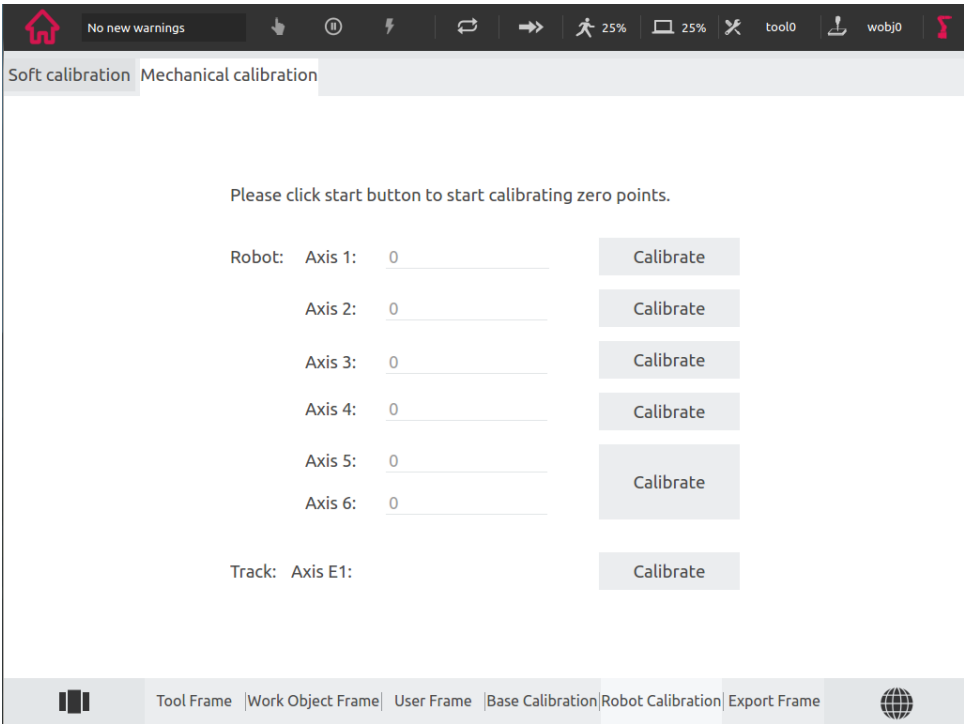 No new warnings 25% 25% tool0 wobj0
Soft calibration Mechanical calibration
Please click start button to start calibrating zero points.
Robot: Axis 1: 0 Calibrate
Axis 2: 0 Calibrate
Axis 3: 0 Calibrate
Axis 4: 0 Calibrate
Axis 5: 0
Calibrate
Axis 6: 0
Track: Axis E1: Calibrate
Tool Frame Work Object Frame User Frame Base Calibration Robot Calibration Export Frame